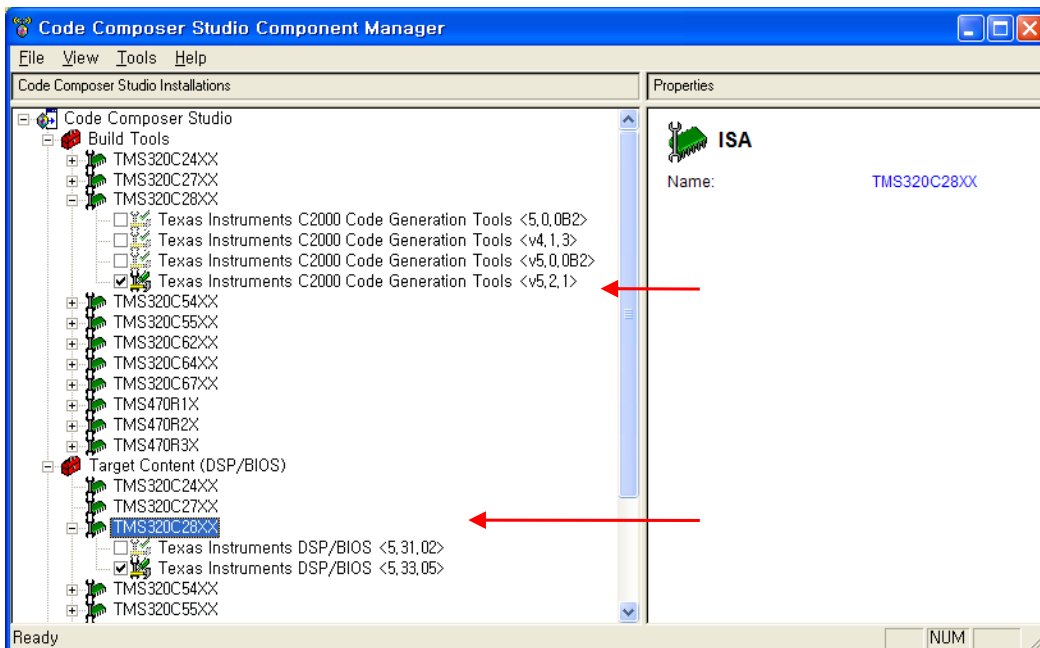 Code Composer Studio Component Manager
File View Tools Help
Code Composer Studio Installations
Properties
Code Composer Studio
Build Tools
TMS320C24XX
TMS320C27XX
TMS320C28XX
Texas Instruments C2000 Code Generation Tools <5,0,0B2>
Texas Instruments C2000 Code Generation Tools <v4,1,3>
Texas Instruments C2000 Code Generation Tools <v5,0,0B2>
Texas Instruments C2000 Code Generation Tools <v5,2,1>
TMS320C54XX
TMS320C55XX
TMS320C62XX
TMS320C64XX
TMS320C67XX
TMS470R1X
TMS470R2X
TMS470R3X
Target Content (DSP/BIOS)
TMS320C24XX
TMS320C27XX
TMS320C28XX
Texas Instruments DSP/BIOS <5,31,02>
Texas Instruments DSP/BIOS <5,33,05>
TMS320C54XX
TMS320C55XX
ISA
Name: TMS320C28XX
Ready NUM